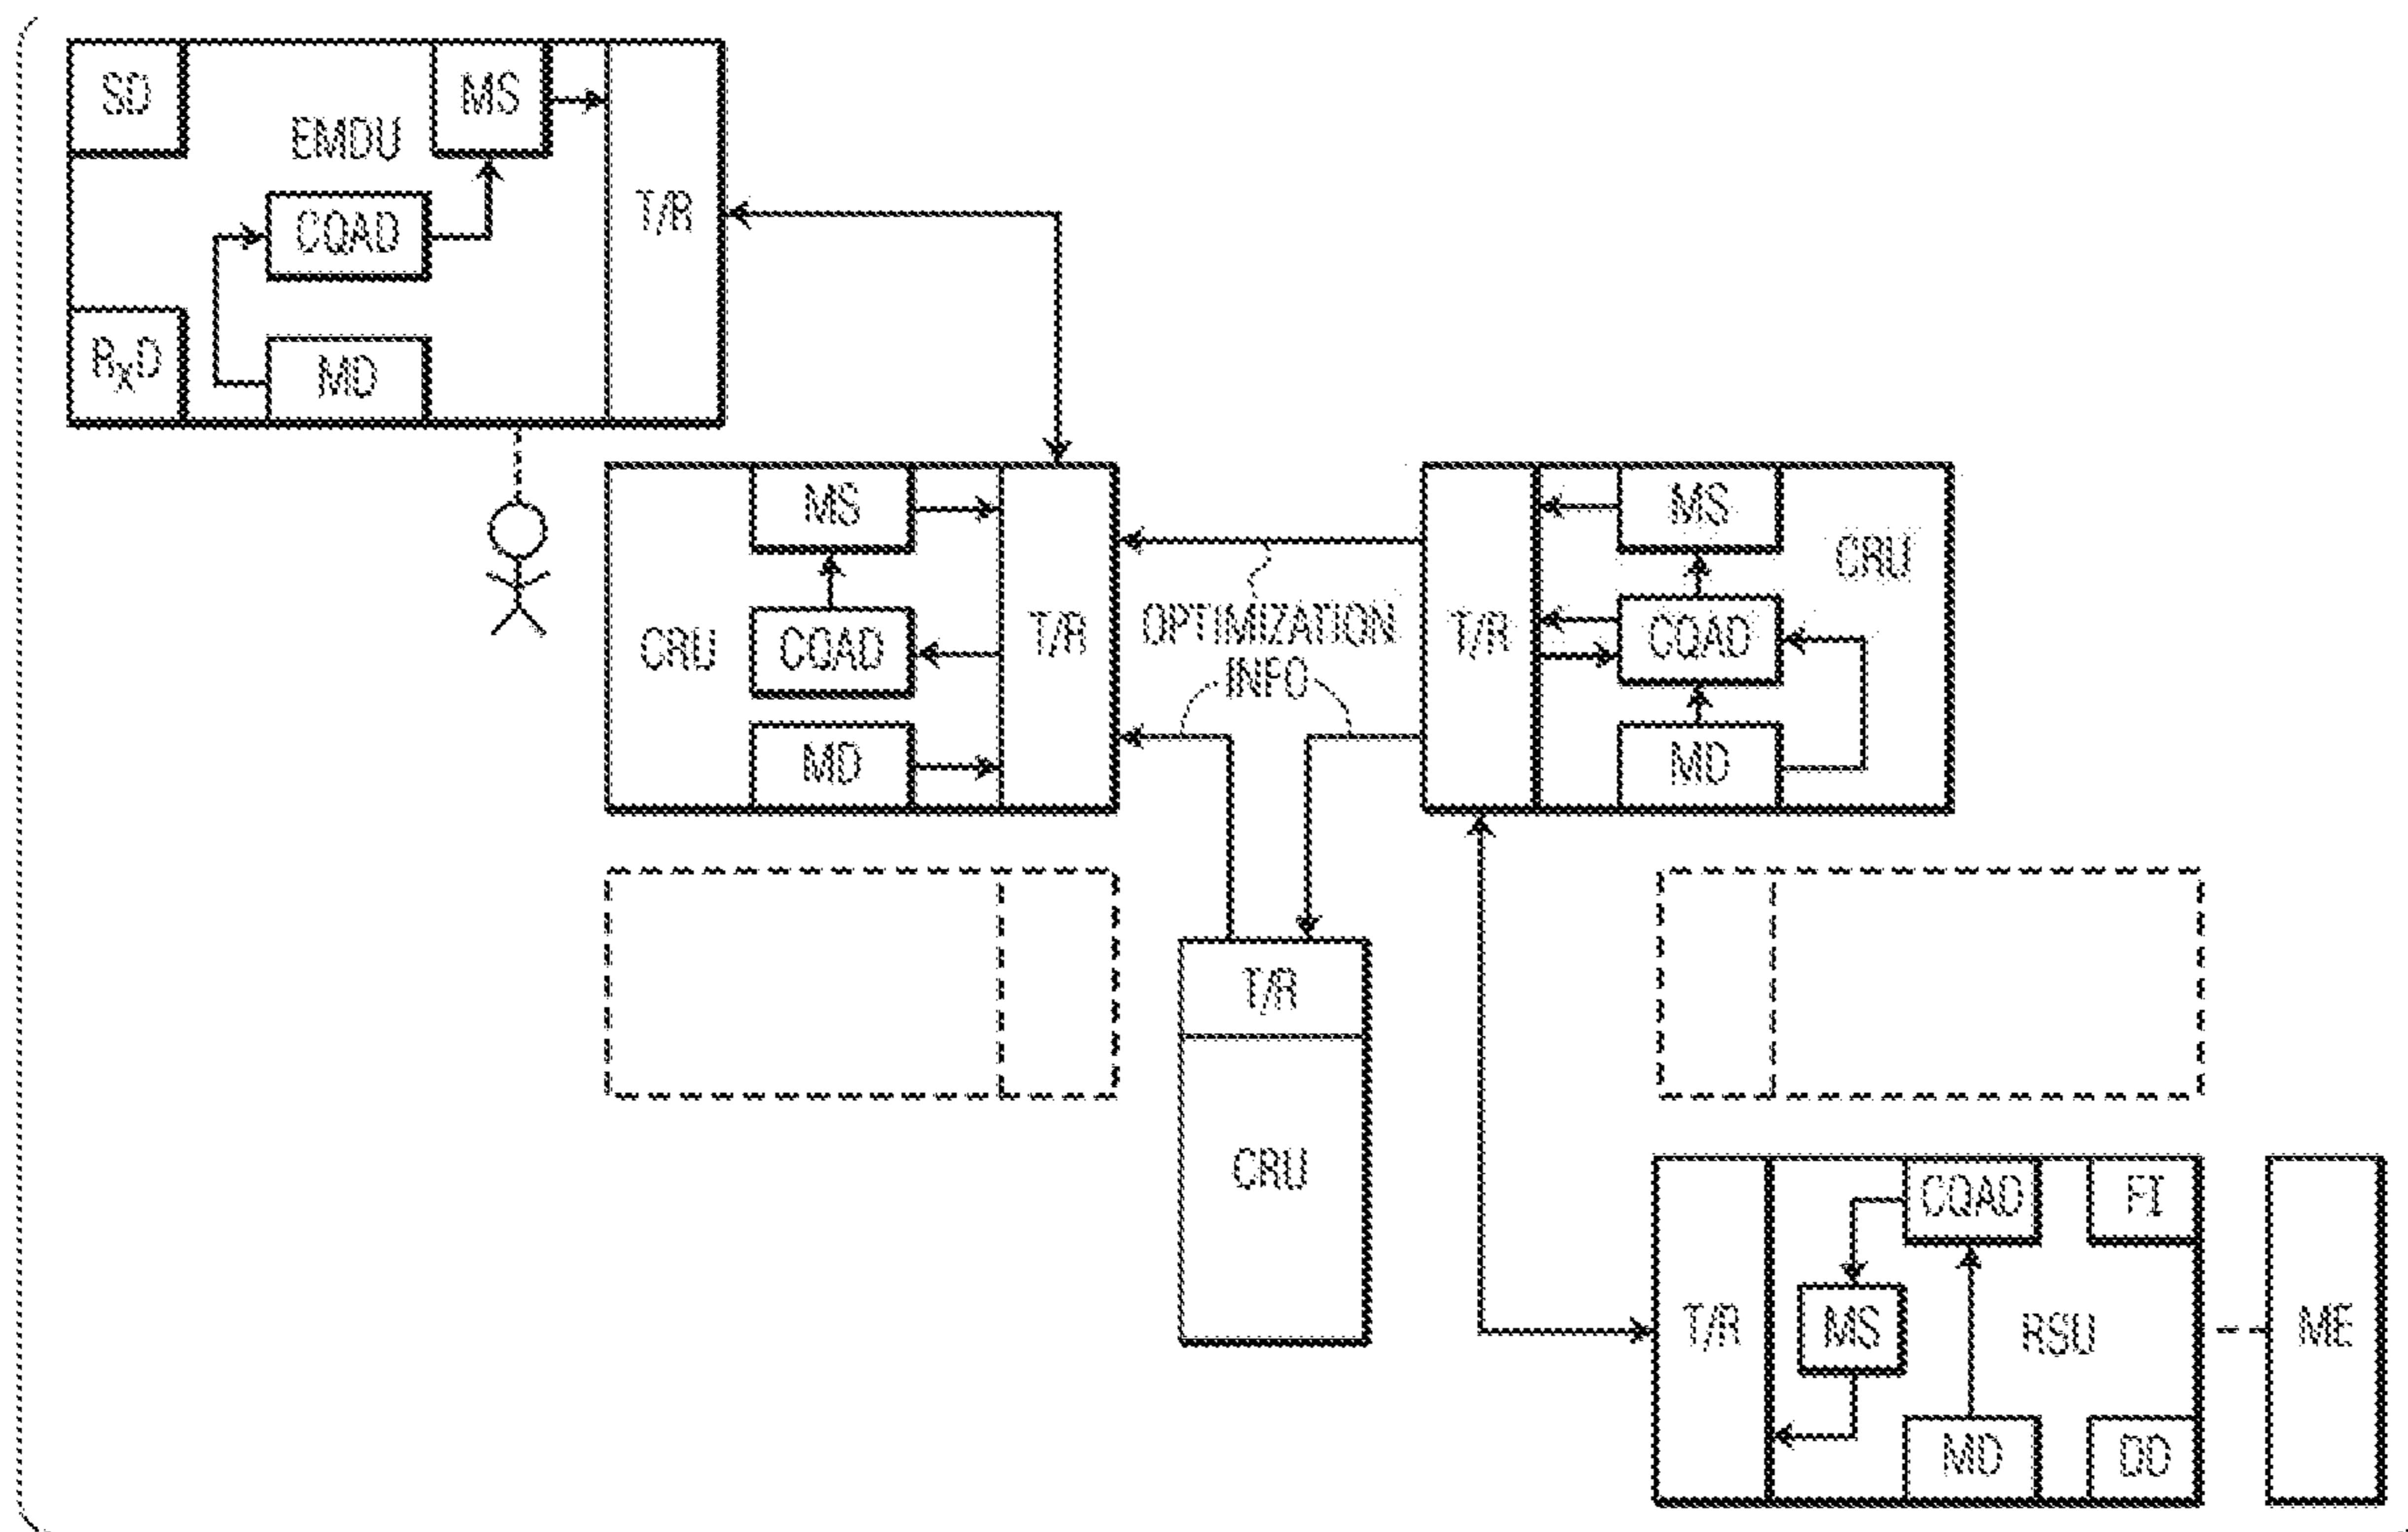 SD
MS
EMDU
T/R
CQAD
RXD
MD
MS
CRU
CQAD
T/R
MD
OPTIMIZATION
INFO
MS
CRU
T/R
CQAD
MD
T/R
CRU
CQAD
PI
T/R
MS
RSU
ME
MD
DD